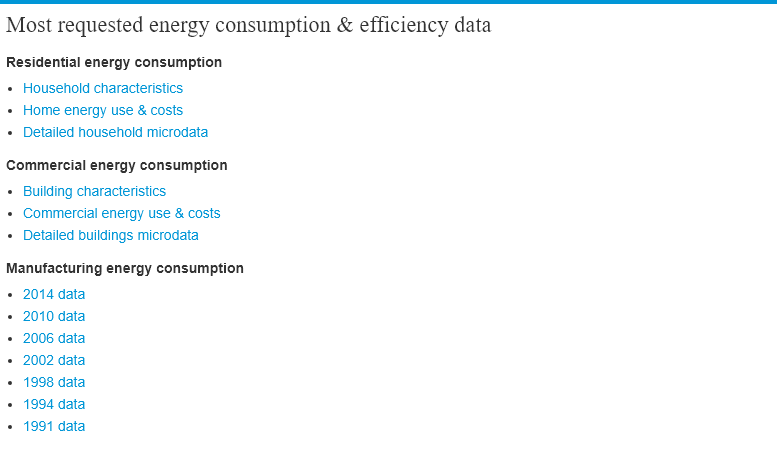 Most requested energy consumption & efficiency data
Residential energy consumption
Household characteristics
Home energy use & costs
Detailed household microdata
Commercial energy consumption
Building characteristics
Commercial energy use & costs
Detailed buildings microdata
Manufacturing energy consumption
2014 data
2010 data
2006 data
2002 data
1998 data
1994 data
1991 data